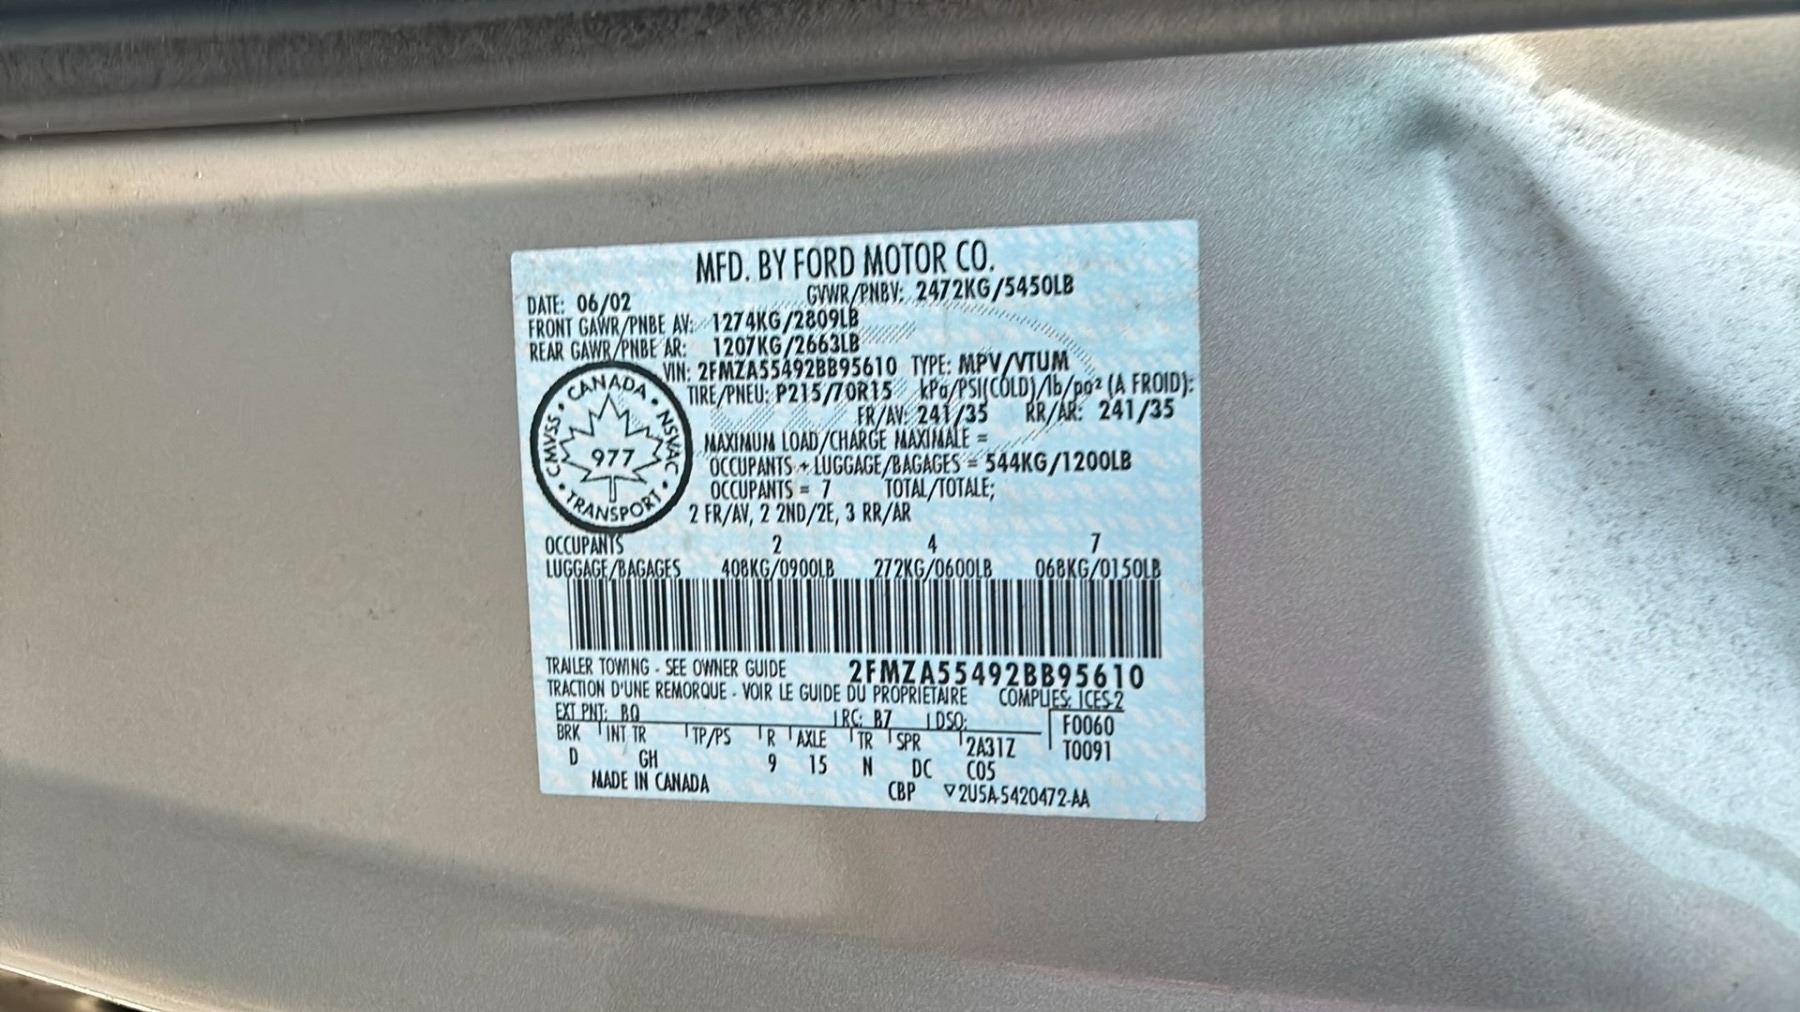 MFD. BY FORD MOTOR CO.
DATE: 06/02 GVWR/PNBV: 2472KG/5450LB
FRONT GAWR/PNBE AV: 1274KG/2809LB
REAR GAWR/PNBE AR: 1207KG/2663LB
VIN: 2FMZA55492BB95610 TYPE: MPV/VTUM
TIRE/PNEU: P215/70R15 kPa/PSI(COLD)/lb/po² (A FROID):
FR/AV: 241/35 RR/AR: 241/35
CANADA • NSVAC • TRANSPORT • CMVSS •
977
MAXIMUM LOAD/CHARGE MAXIMALE =
OCCUPANTS + LUGGAGE/BAGAGES = 544KG/1200LB
OCCUPANTS = 7 TOTAL/TOTALE;
2 FR/AV, 2 2ND/2E, 3 RR/AR
OCCUPANTS 2 4 7
LUGGAGE/BAGAGES 408KG/0900LB 272KG/0600LB 068KG/0150LB
TRAILER TOWING - SEE OWNER GUIDE 2FMZA55492BB95610
TRACTION D'UNE REMORQUE - VOIR LE GUIDE DU PROPRIETAIRE COMPLIES: ICES-2
EXT PNT: BQ RC: B7 DSO: F0060
BRK INT TR TP/PS R AXLE TR SPR 2A31Z T0091
D GH 9 15 N DC C05
MADE IN CANADA CBP ▽2U5A-5420472-AA